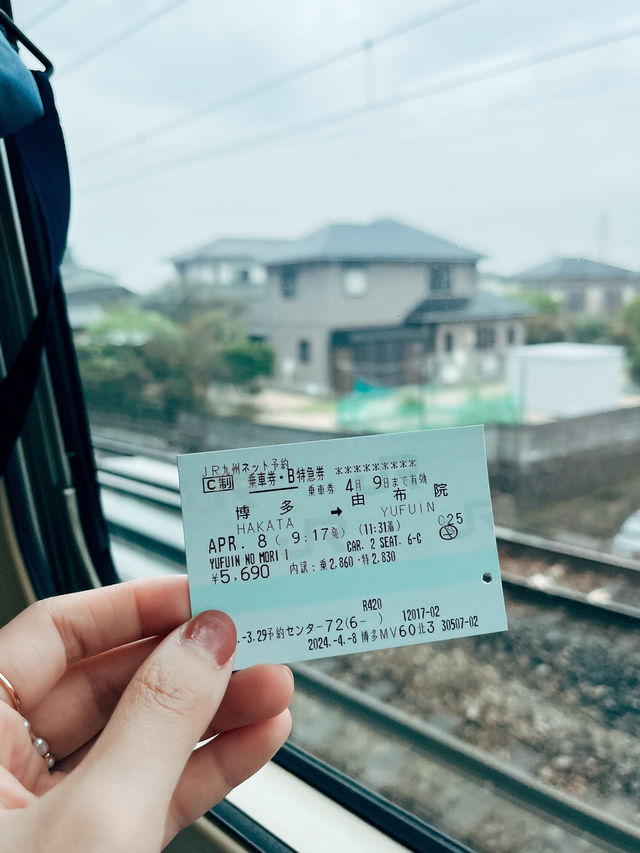 JR九州ネット予約
C制 乗車券・B特急券 *********
乗車券 4月 9日まで有効
博多 ➡ 由布院
HAKATA YUFUIN
APR. 8 ( 9:17発) (11:31着) C25
YUFUIN NO MORI 1 CAR. 2 SEAT. 6-C
¥5,690 内訳:乗2.860・特2.830
R420
.-3.29予約センター72(6- ) 12017-02
2024.-4.-8 博多MV60北3 30507-02